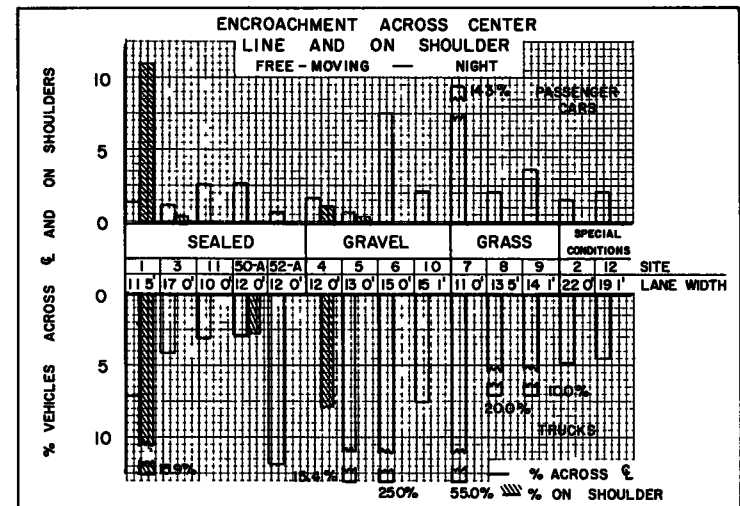 ENCROACHMENT ACROSS CENTER
LINE AND ON SHOULDER
FREE-MOVING — NIGHT
% VEHICLES ACROSS ℄ AND ON SHOULDERS
10
5
0
14.3%
PASSENGER
CARS
SEALED GRAVEL GRASS SPECIAL CONDITIONS
1 3 11 50-A 52-A 4 5 6 10 7 8 9 2 12 SITE
11 5' 17 0' 10 0' 12 0' 12 0' 12 0' 13 0' 15 0' 15 1' 11 0' 13 5' 14 1' 22 0' 19 1' LANE WIDTH
0
5
10
10.0%
20.0%
TRUCKS
15.4%
25.0%
55.0%
% ACROSS ℄
% ON SHOULDER